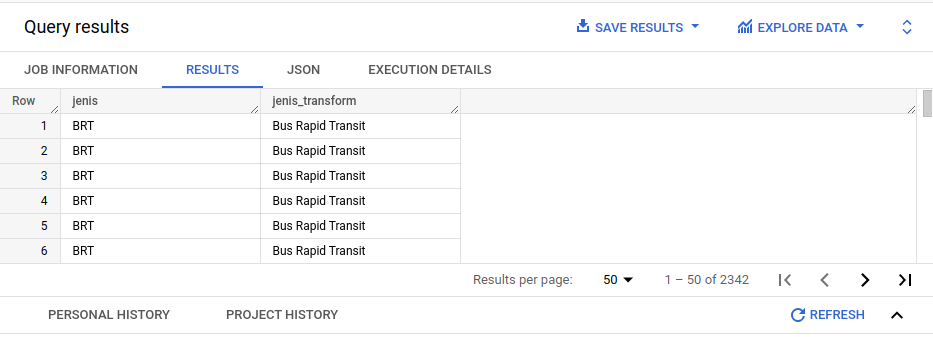 Query results SAVE RESULTS EXPLORE DATA
JOB INFORMATION RESULTS JSON EXECUTION DETAILS
Row jenis jenis_transform
1 BRT Bus Rapid Transit
2 BRT Bus Rapid Transit
3 BRT Bus Rapid Transit
4 BRT Bus Rapid Transit
5 BRT Bus Rapid Transit
6 BRT Bus Rapid Transit
Results per page: 50 1 – 50 of 2342
PERSONAL HISTORY PROJECT HISTORY REFRESH